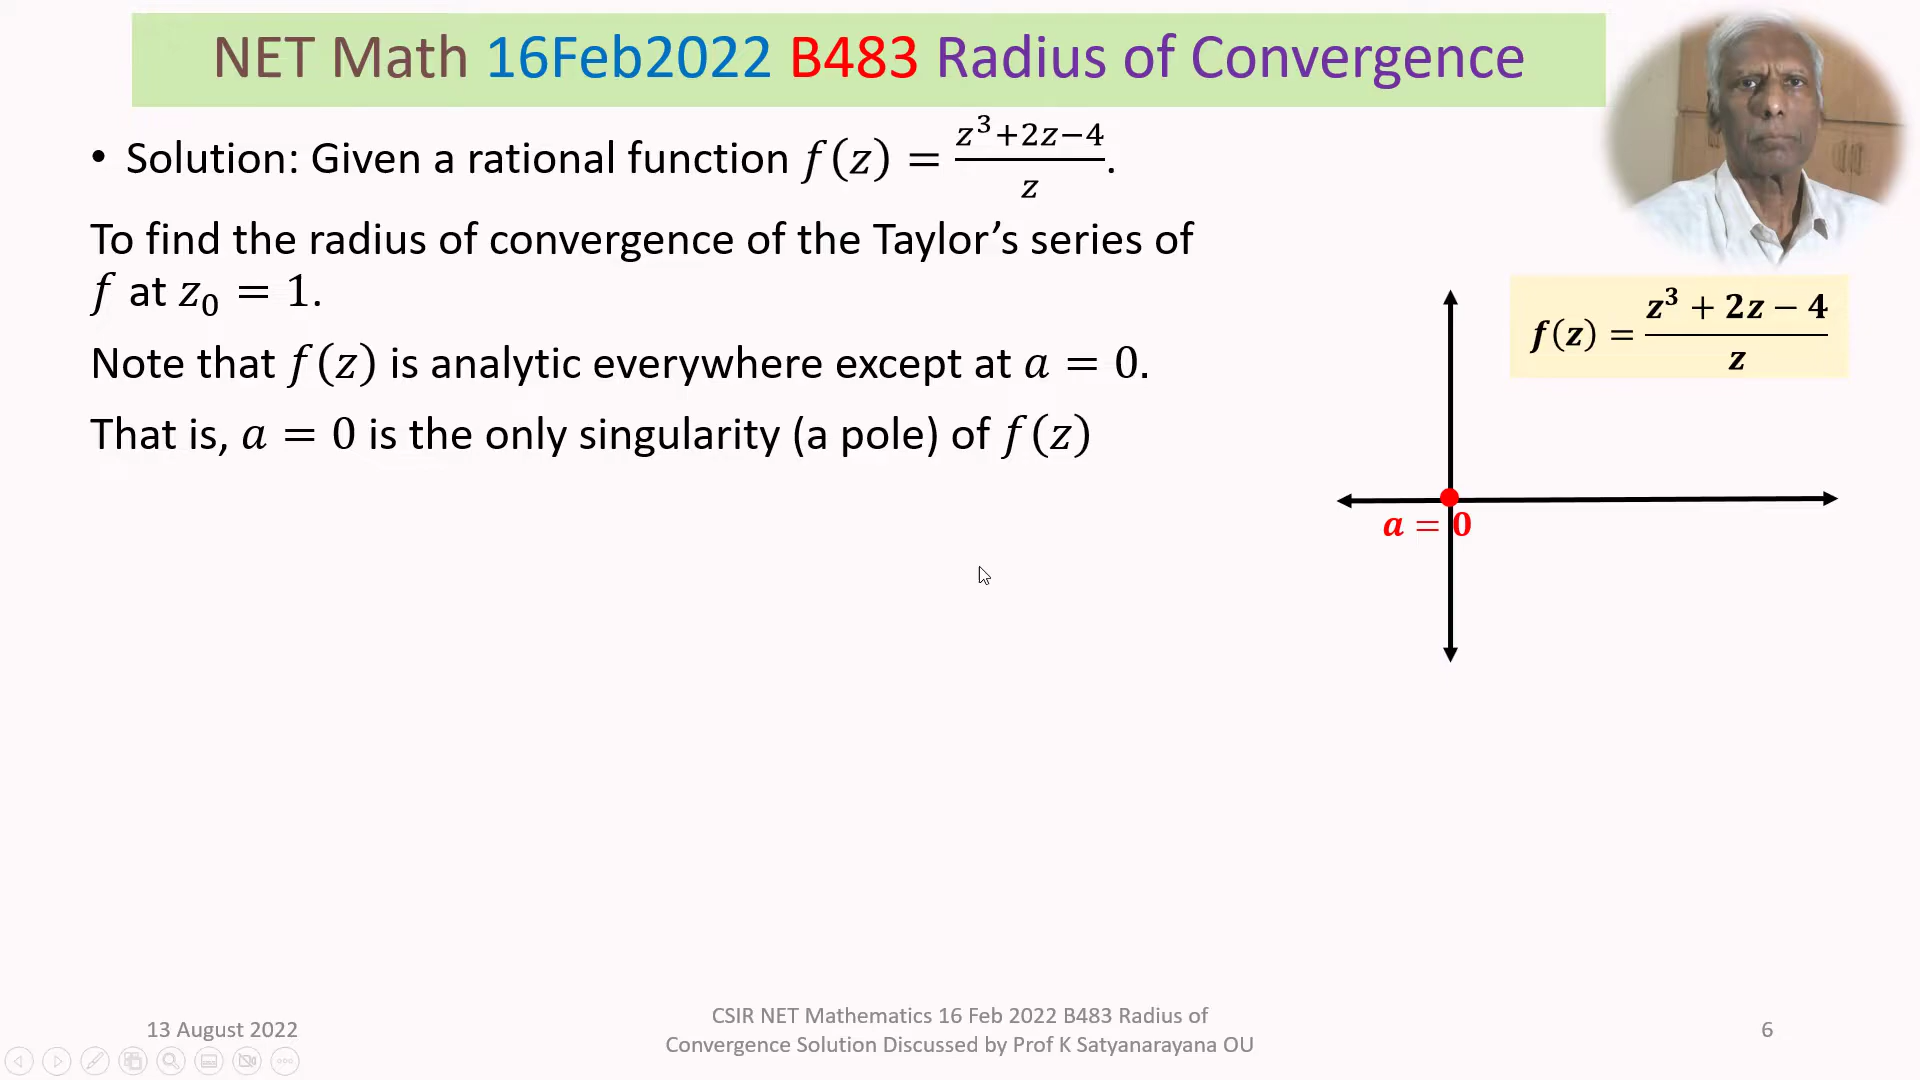 NET Math 16Feb2022 B483 Radius of Convergence
• Solution: Given a rational function f(z) = (z³+2z−4)/z.
To find the radius of convergence of the Taylor’s series of
f at z₀ = 1.
Note that f(z) is analytic everywhere except at a = 0.
That is, a = 0 is the only singularity (a pole) of f(z)
f(z) = (z³ + 2z − 4)/z
a = 0
13 August 2022
CSIR NET Mathematics 16 Feb 2022 B483 Radius of
Convergence Solution Discussed by Prof K Satyanarayana OU
6